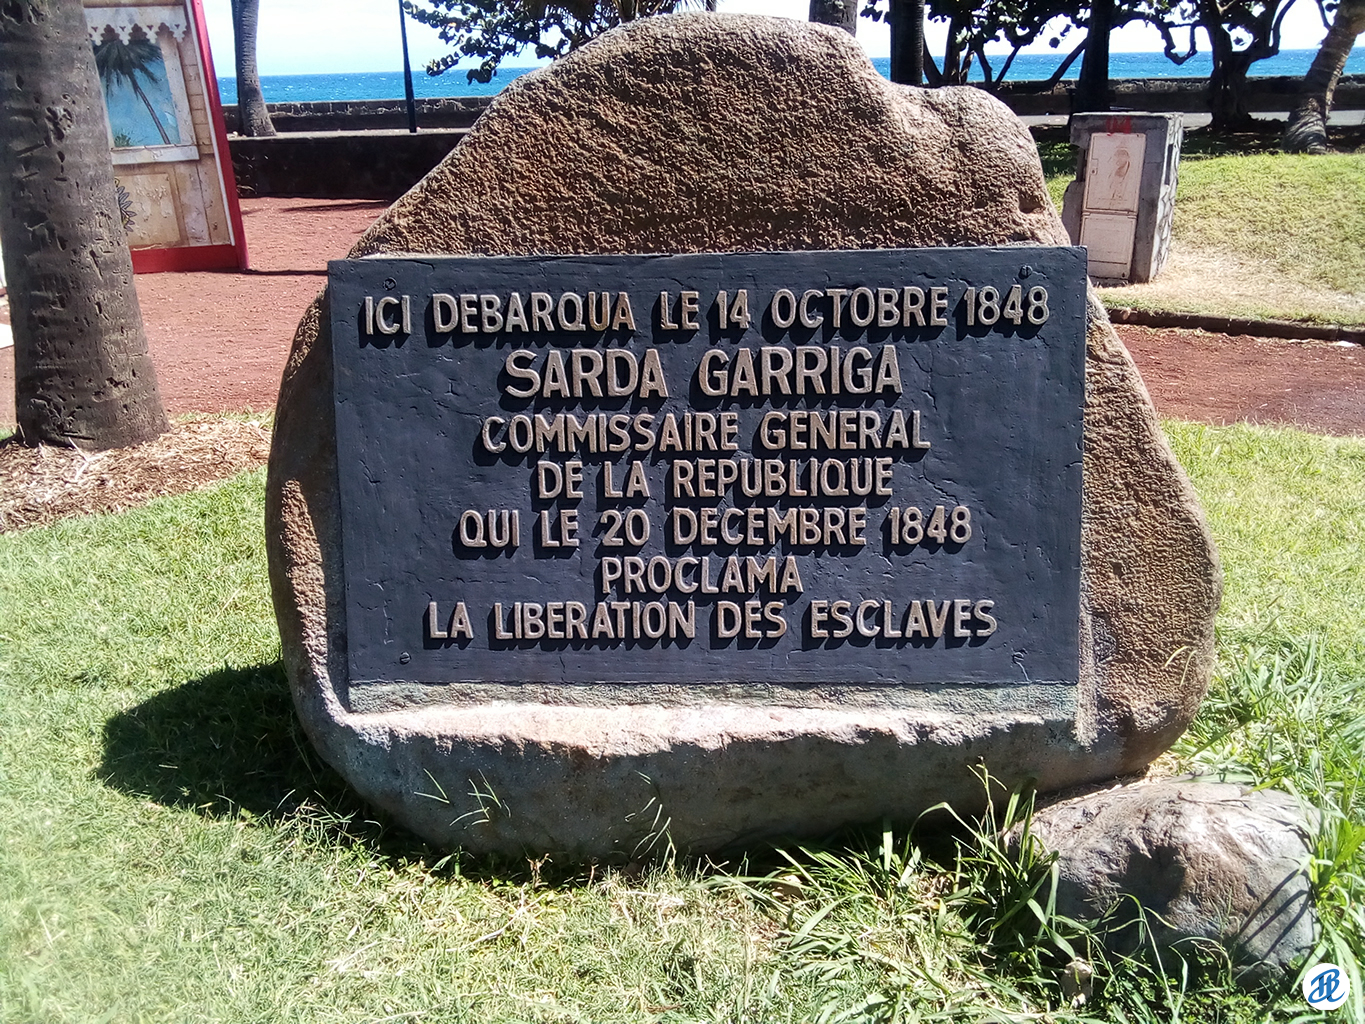 ICI DEBARQUA LE 14 OCTOBRE 1848
SARDA GARRIGA
COMMISSAIRE GENERAL
DE LA REPUBLIQUE
QUI LE 20 DECEMBRE 1848
PROCLAMA
LA LIBERATION DES ESCLAVES